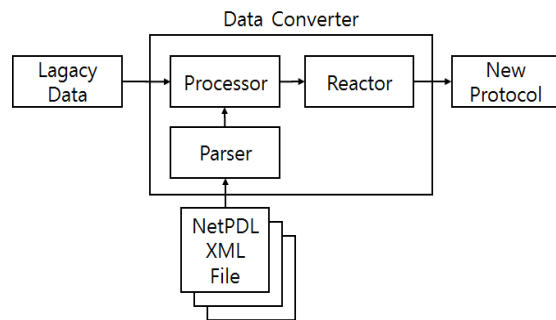 Data Converter
Lagacy
Data
Processor
Reactor
New
Protocol
Parser
NetPDL
XML
File